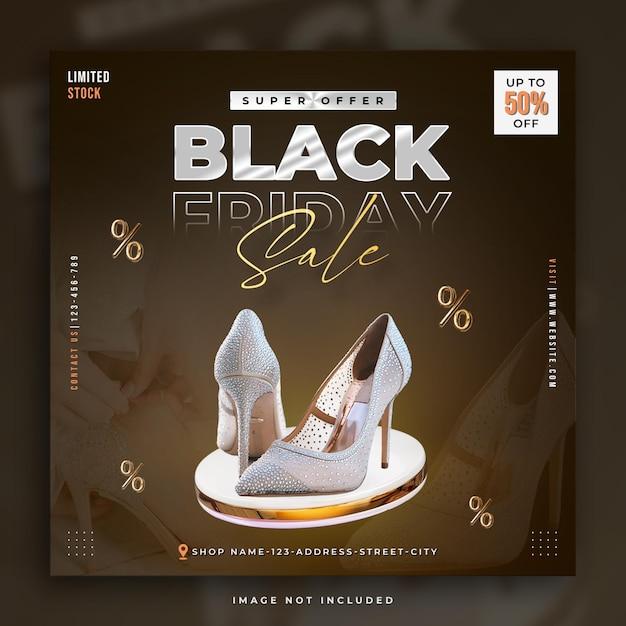 LIMITED
STOCK
SUPER OFFER
UP TO
50%
OFF
BLACK
FRIDAY
Sale
%
%
%
%
CONTACT US|123-456-789
VISIT|WWW.WEBSITE.COM
SHOP NAME-123-ADDRESS-STREET-CITY
IMAGE NOT INCLUDED